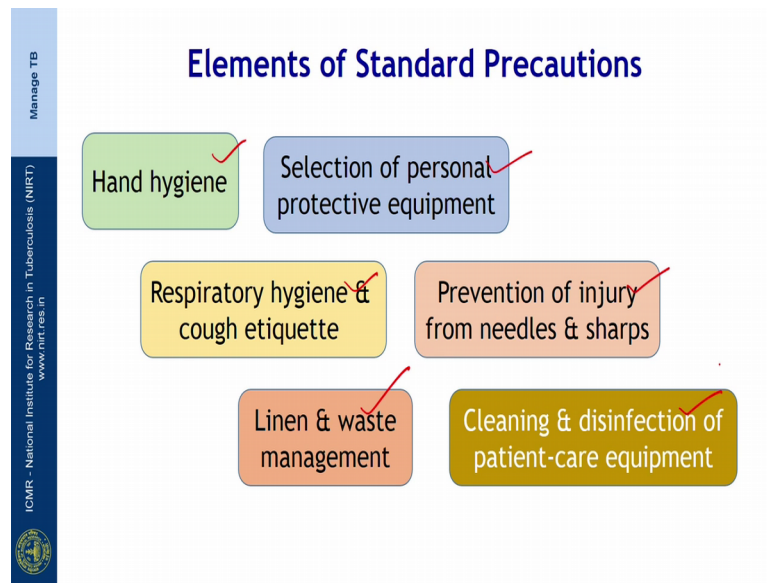 Manage TB
ICMR - National Institute for Research in Tuberculosis (NIRT)
www.nirt.res.in
Elements of Standard Precautions
Hand hygiene
Selection of personal
protective equipment
Respiratory hygiene &
cough etiquette
Prevention of injury
from needles & sharps
Linen & waste
management
Cleaning & disinfection of
patient-care equipment